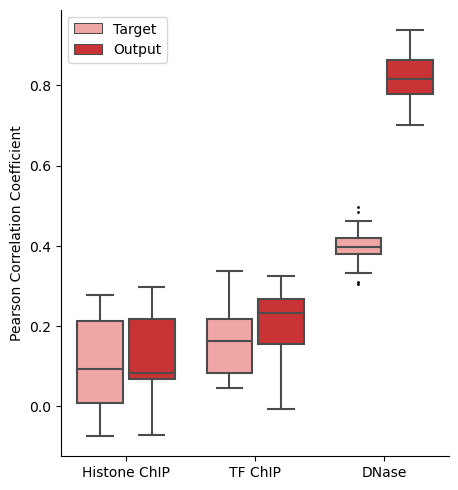 Target
Output
Pearson Correlation Coefficient
0.8
0.6
0.4
0.2
0.0
Histone ChIP
TF ChIP
DNase